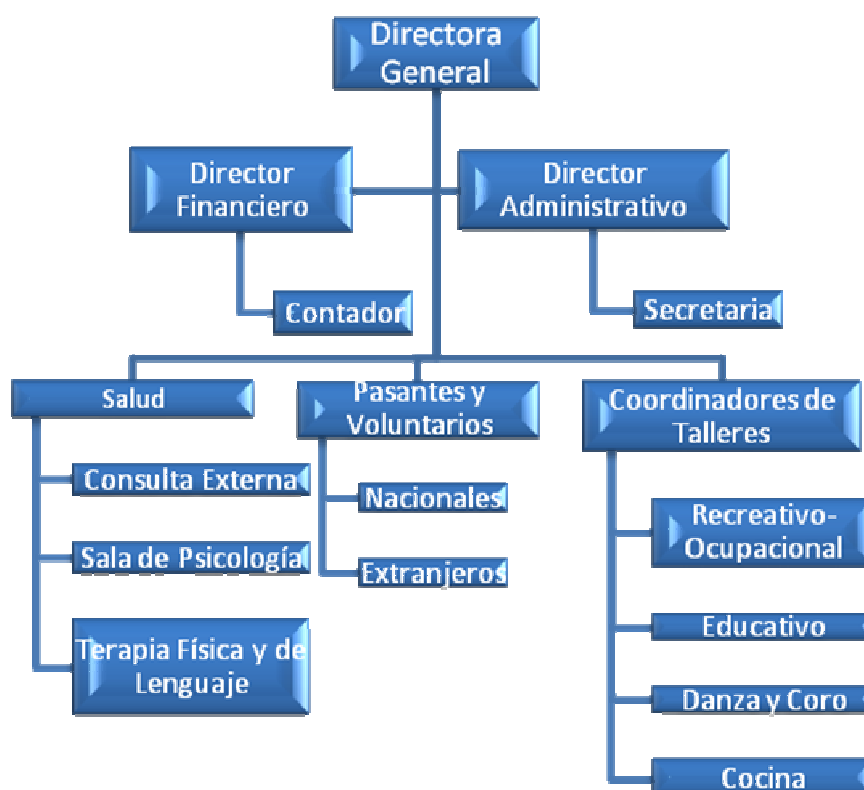 Directora
General
Director
Financiero
Director
Administrativo
Contador
Secretaria
Salud
Pasantes y
Voluntarios
Coordinadores de
Talleres
Consulta Externa
Nacionales
Recreativo-
Ocupacional
Sala de Psicología
Extranjeros
Educativo
Terapia Física y de
Lenguaje
Danza y Coro
Cocina